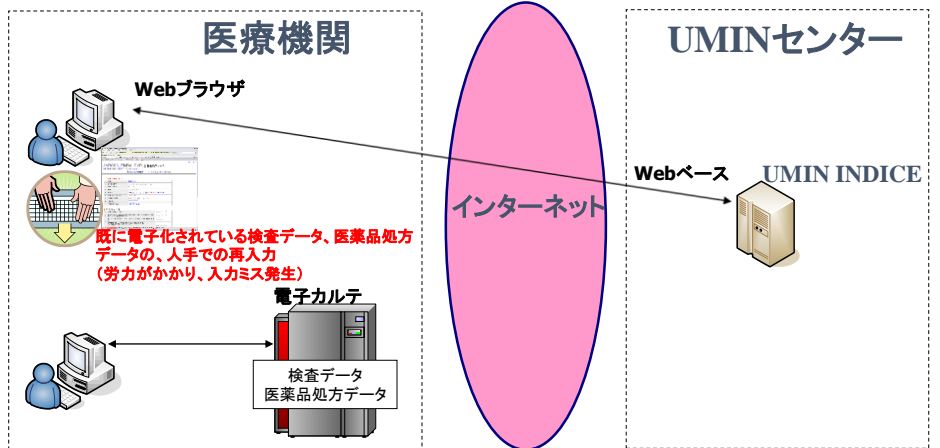 医療機関
UMINセンター
Webブラウザ
Webベース
UMIN INDICE
インターネット
既に電子化されている検査データ、医薬品処方
データの、人手での再入力
（労力がかかり、入力ミス発生）
電子カルテ
検査データ
医薬品処方データ